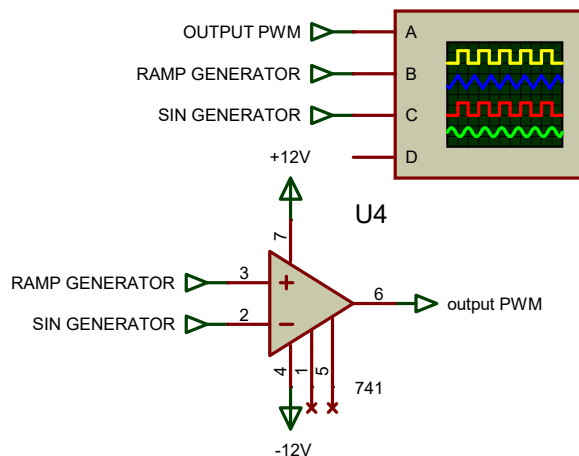 OUTPUT PWM
A
RAMP GENERATOR
B
SIN GENERATOR
C
D
+12V
U4
7
RAMP GENERATOR
3
+
6
output PWM
SIN GENERATOR
2
−
4
1
5
741
-12V